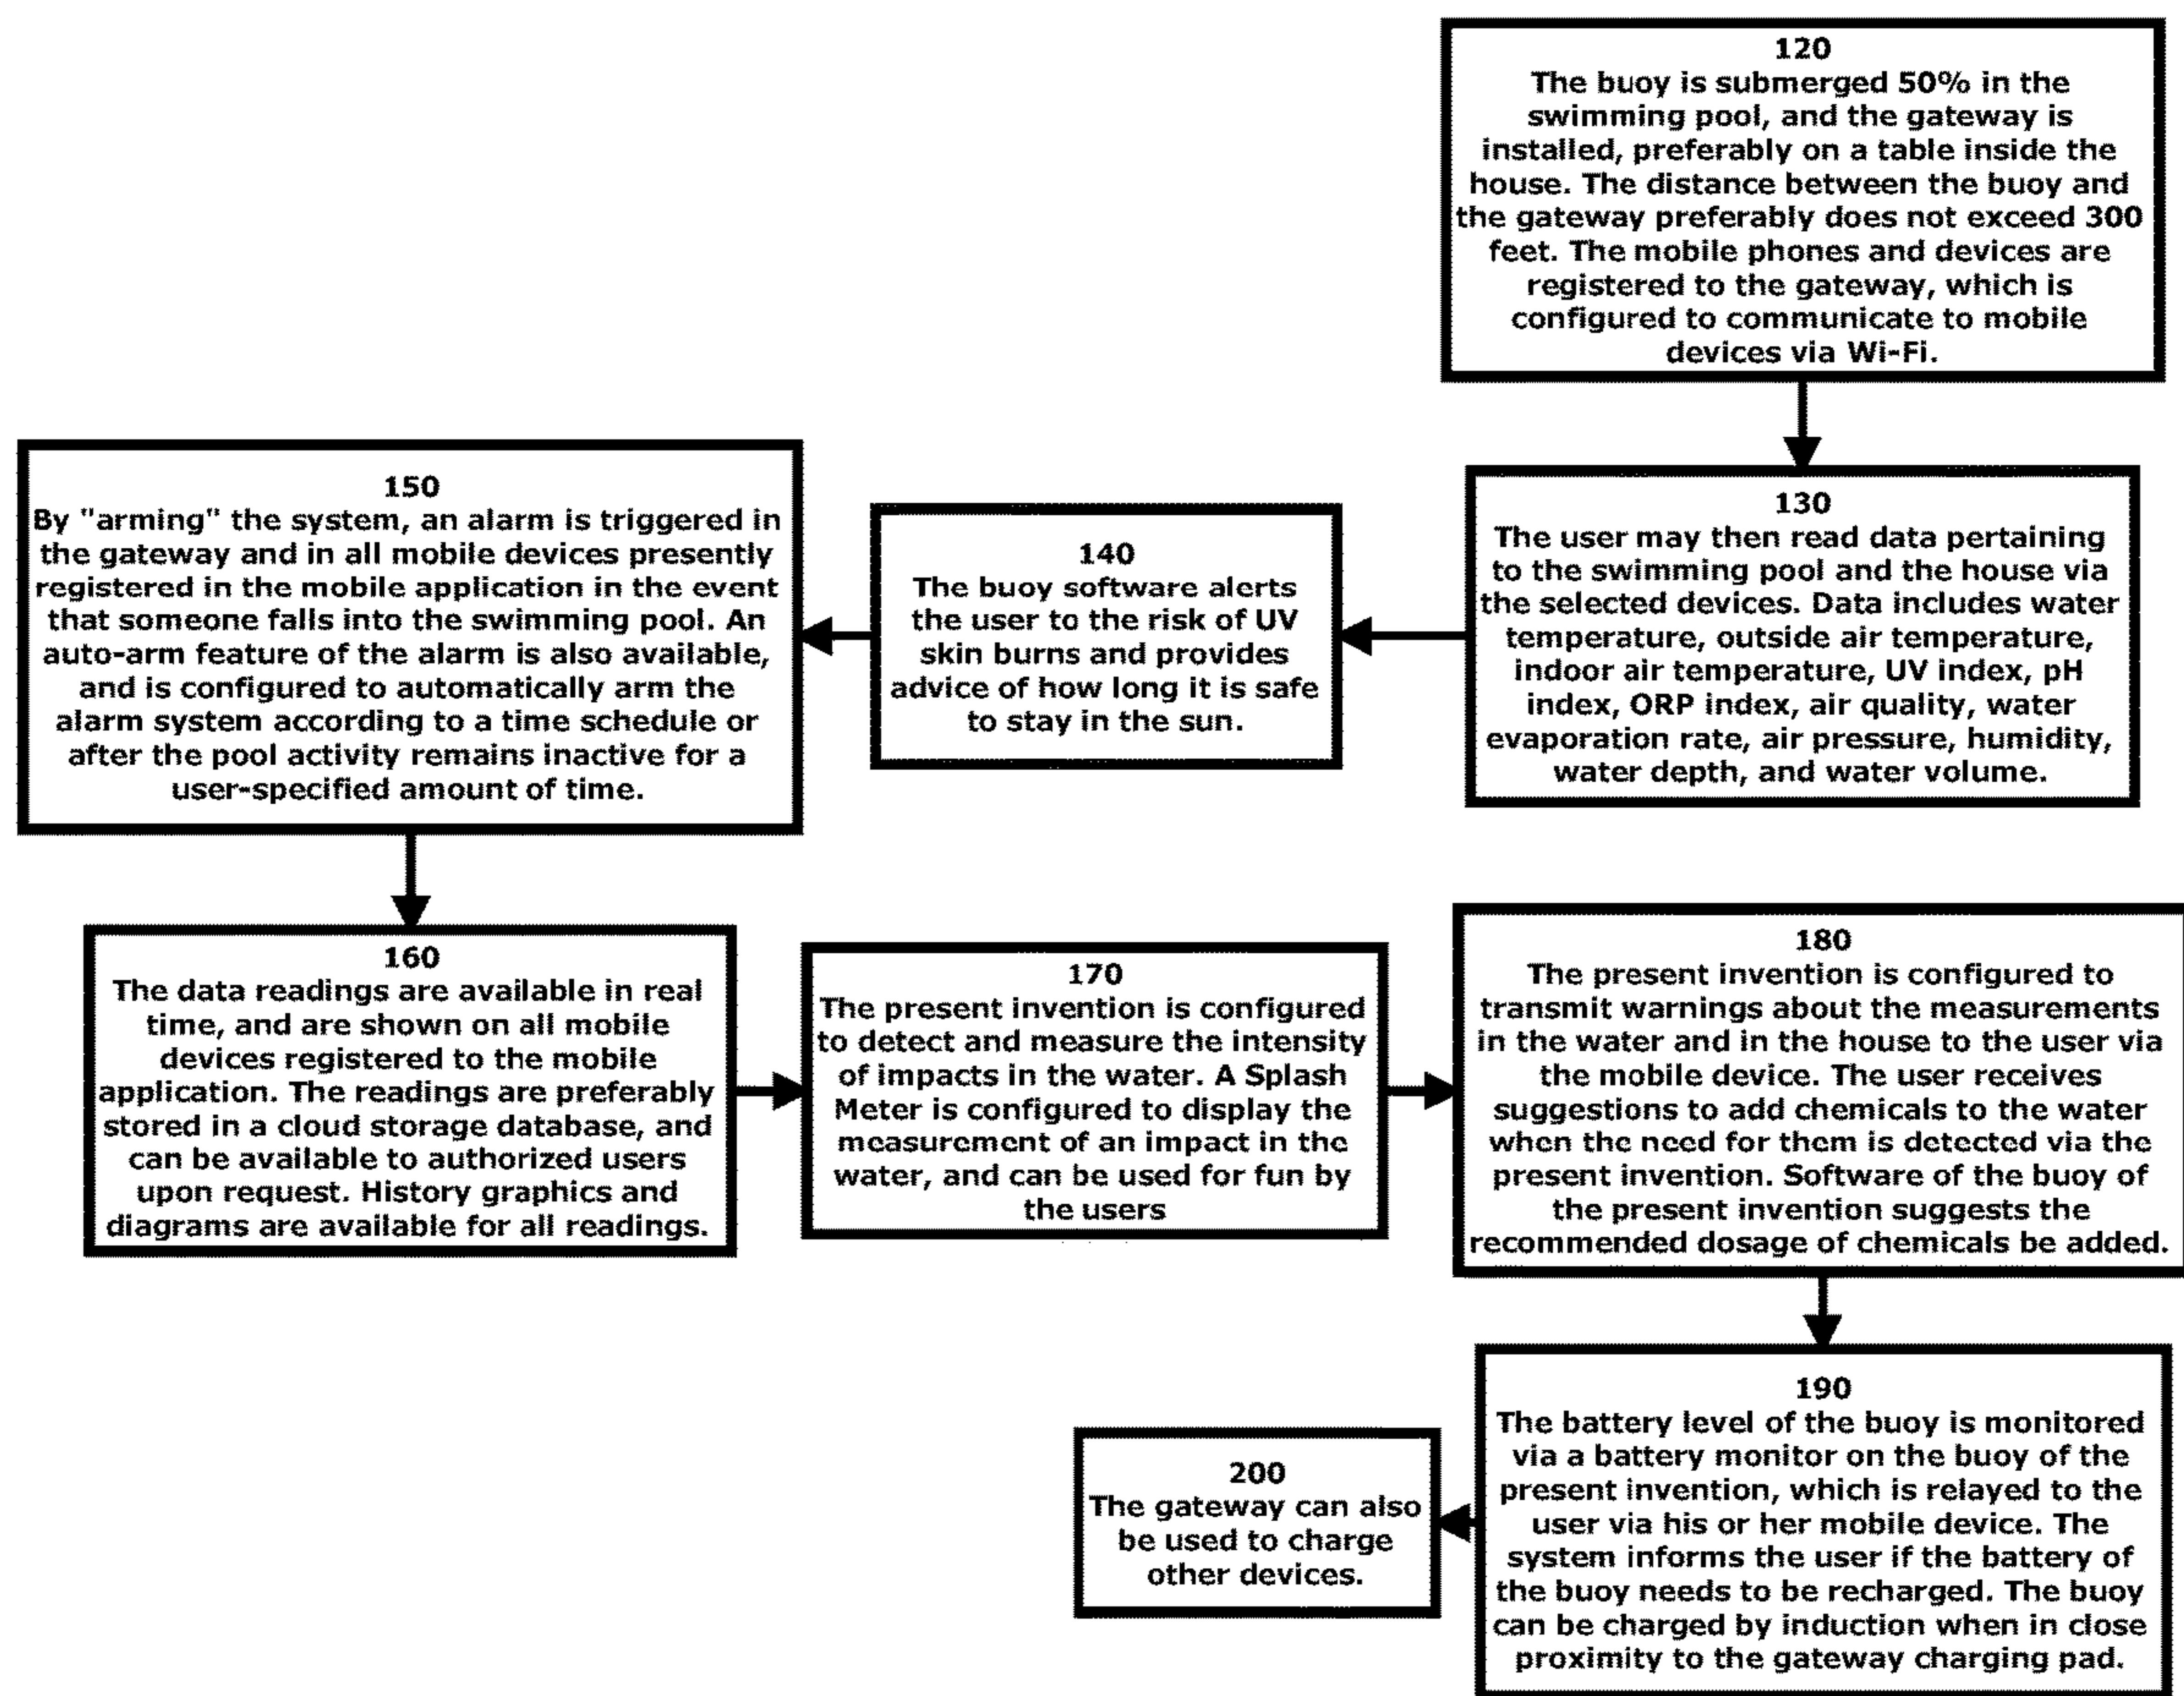 120
The buoy is submerged 50% in the
swimming pool, and the gateway is
installed, preferably on a table inside the
house. The distance between the buoy and
the gateway preferably does not exceed 300
feet. The mobile phones and devices are
registered to the gateway, which is
configured to communicate to mobile
devices via Wi-Fi.
130
The user may then read data pertaining
to the swimming pool and the house via
the selected devices. Data includes water
temperature, outside air temperature,
indoor air temperature, UV index, pH
index, ORP index, air quality, water
evaporation rate, air pressure, humidity,
water depth, and water volume.
140
The buoy software alerts
the user to the risk of UV
skin burns and provides
advice of how long it is safe
to stay in the sun.
150
By "arming" the system, an alarm is triggered in
the gateway and in all mobile devices presently
registered in the mobile application in the event
that someone falls into the swimming pool. An
auto-arm feature of the alarm is also available,
and is configured to automatically arm the
alarm system according to a time schedule or
after the pool activity remains inactive for a
user-specified amount of time.
160
The data readings are available in real
time, and are shown on all mobile
devices registered to the mobile
application. The readings are preferably
stored in a cloud storage database, and
can be available to authorized users
upon request. History graphics and
diagrams are available for all readings.
170
The present invention is configured
to detect and measure the intensity
of impacts in the water. A Splash
Meter is configured to display the
measurement of an impact in the
water, and can be used for fun by
the users
180
The present invention is configured to
transmit warnings about the measurements
in the water and in the house to the user via
the mobile device. The user receives
suggestions to add chemicals to the water
when the need for them is detected via the
present invention. Software of the buoy of
the present invention suggests the
recommended dosage of chemicals be added.
190
The battery level of the buoy is monitored
via a battery monitor on the buoy of the
present invention, which is relayed to the
user via his or her mobile device. The
system informs the user if the battery of
the buoy needs to be recharged. The buoy
can be charged by induction when in close
proximity to the gateway charging pad.
200
The gateway can also
be used to charge
other devices.